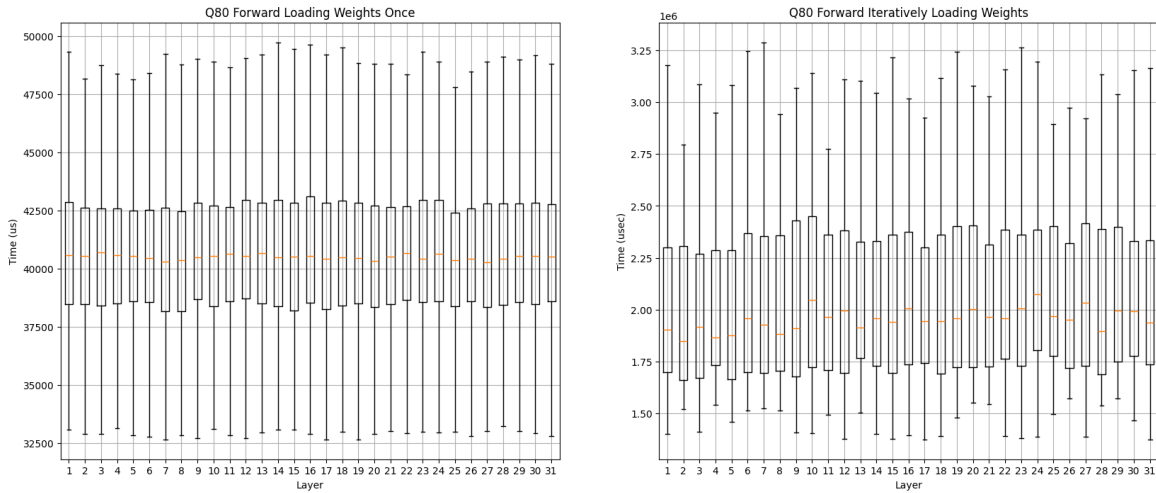 Q80 Forward Loading Weights Once
50000
47500
45000
42500
40000
37500
35000
32500
Time (us)
1 2 3 4 5 6 7 8 9 10 11 12 13 14 15 16 17 18 19 20 21 22 23 24 25 26 27 28 29 30 31
Layer
Q80 Forward Iteratively Loading Weights
1e6
3.25
3.00
2.75
2.50
2.25
2.00
1.75
1.50
Time (usec)
1 2 3 4 5 6 7 8 9 10 11 12 13 14 15 16 17 18 19 20 21 22 23 24 25 26 27 28 29 30 31
Layer